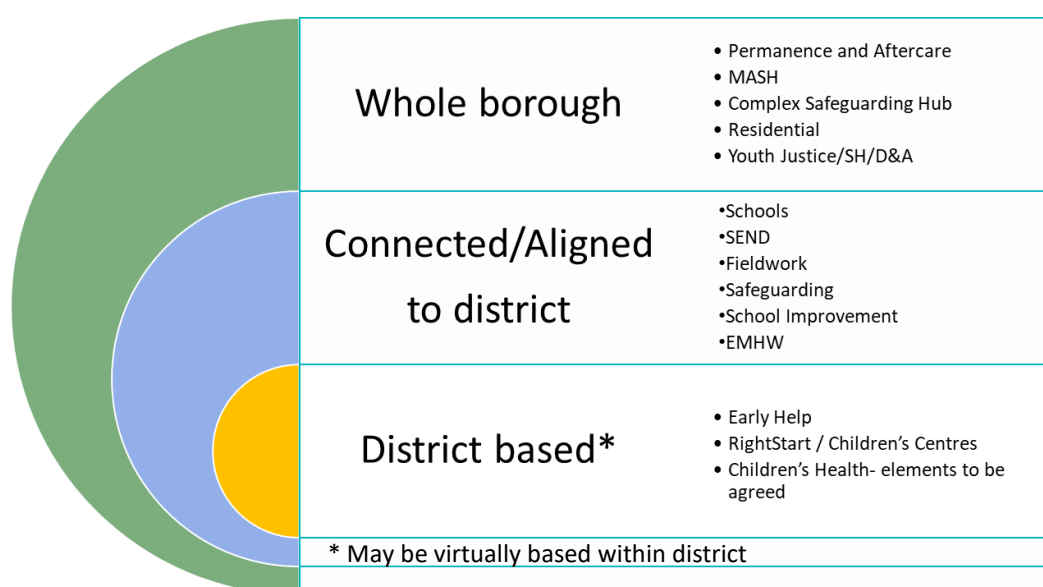 Whole borough
• Permanence and Aftercare
• MASH
• Complex Safeguarding Hub
• Residential
• Youth Justice/SH/D&A
Connected/Aligned
to district
•Schools
•SEND
•Fieldwork
•Safeguarding
•School Improvement
•EMHW
District based*
• Early Help
• RightStart / Children’s Centres
• Children’s Health- elements to be
agreed
* May be virtually based within district